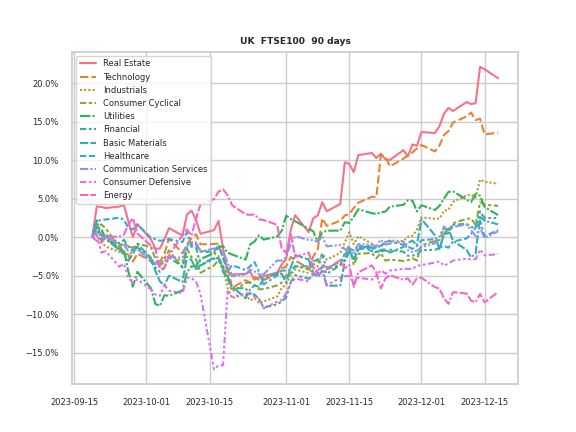 UK FTSE100 90 days
Real Estate
Technology
Industrials
Consumer Cyclical
Utilities
Financial
Basic Materials
Healthcare
Communication Services
Consumer Defensive
Energy
20.0%
15.0%
10.0%
5.0%
0.0%
−5.0%
−10.0%
−15.0%
2023-09-15 2023-10-01 2023-10-15 2023-11-01 2023-11-15 2023-12-01 2023-12-15